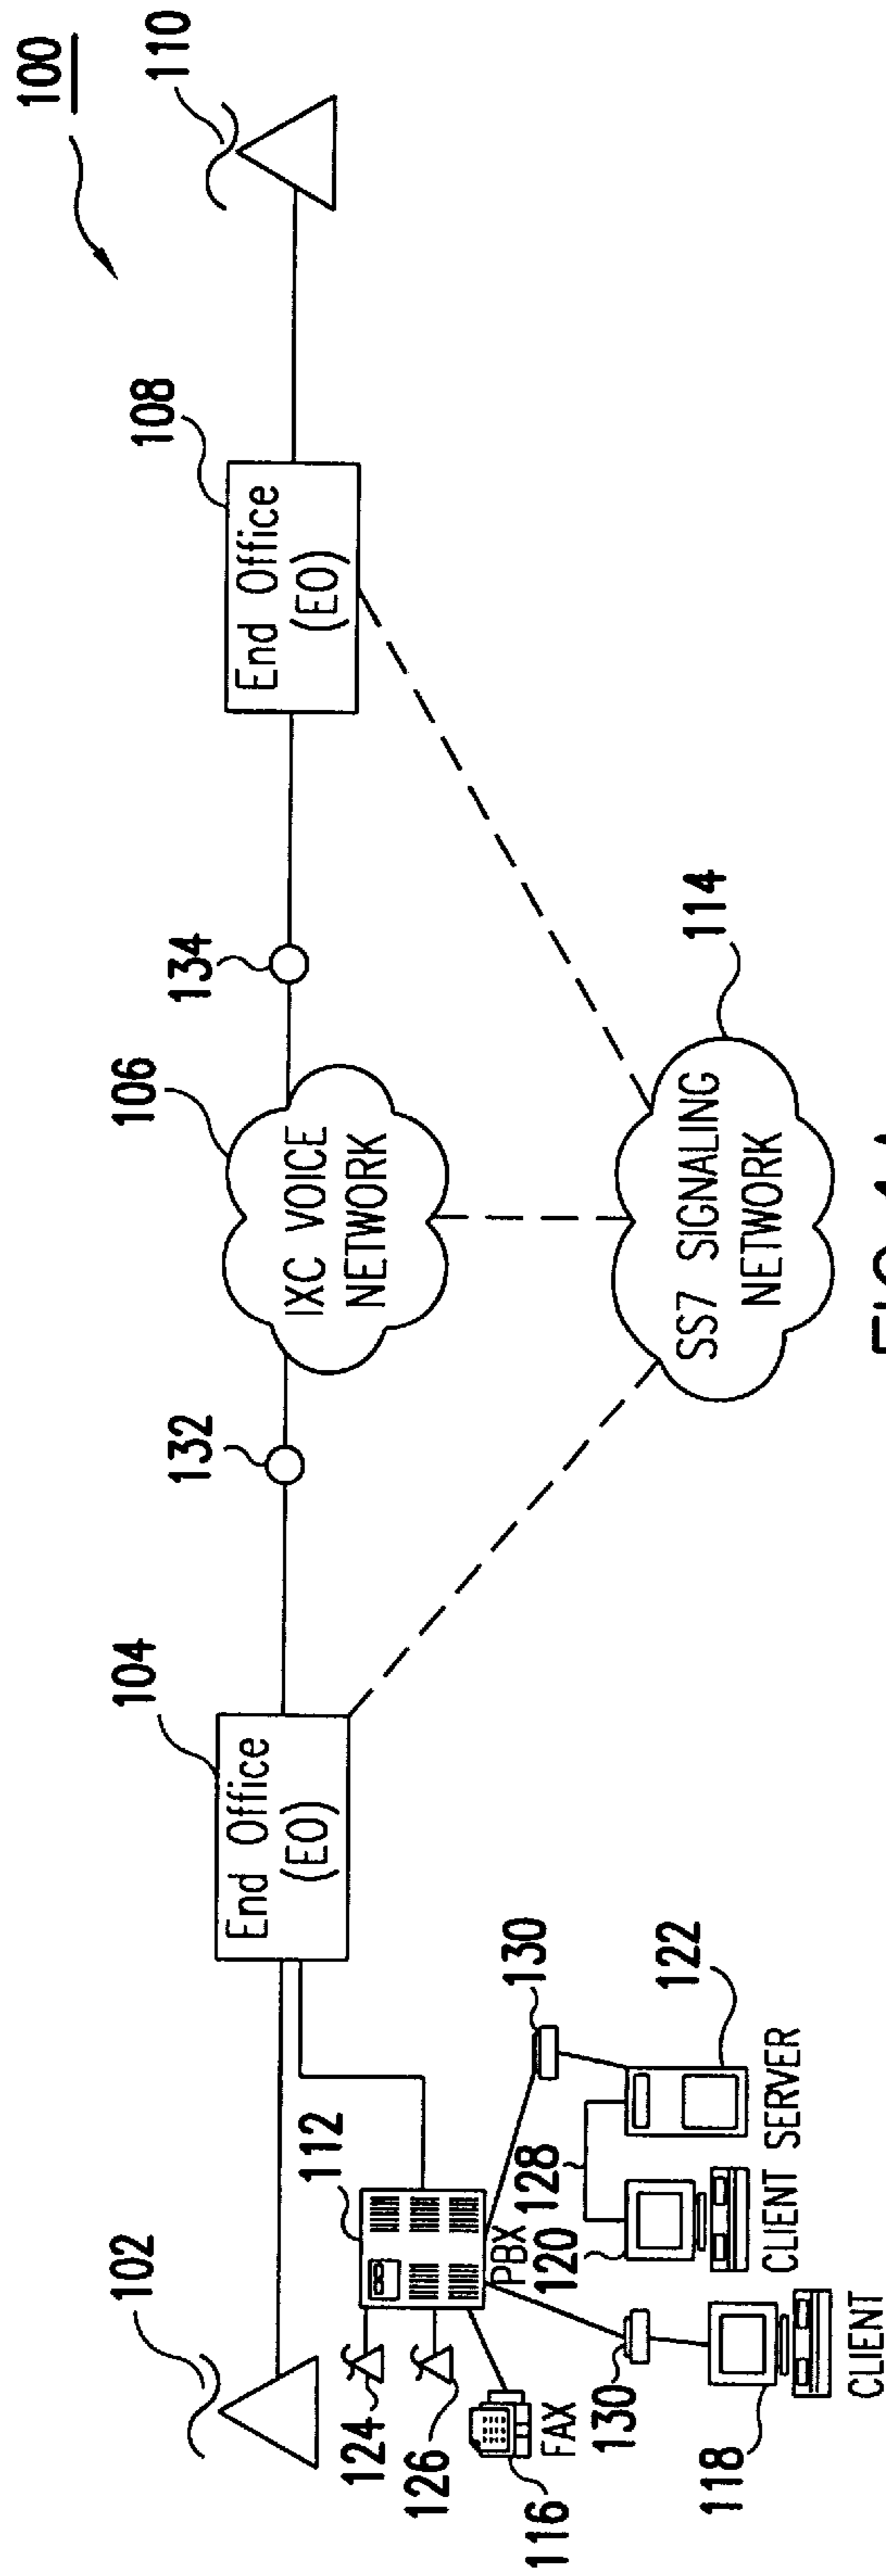 100
102
104
132
106
134
108
110
End Office
(EO)
IXC VOICE
NETWORK
End Office
(EO)
112
124
126
PBX
116
FAX
130
128
120
130
122
118
CLIENT
CLIENT SERVER
SS7 SIGNALING
NETWORK
114